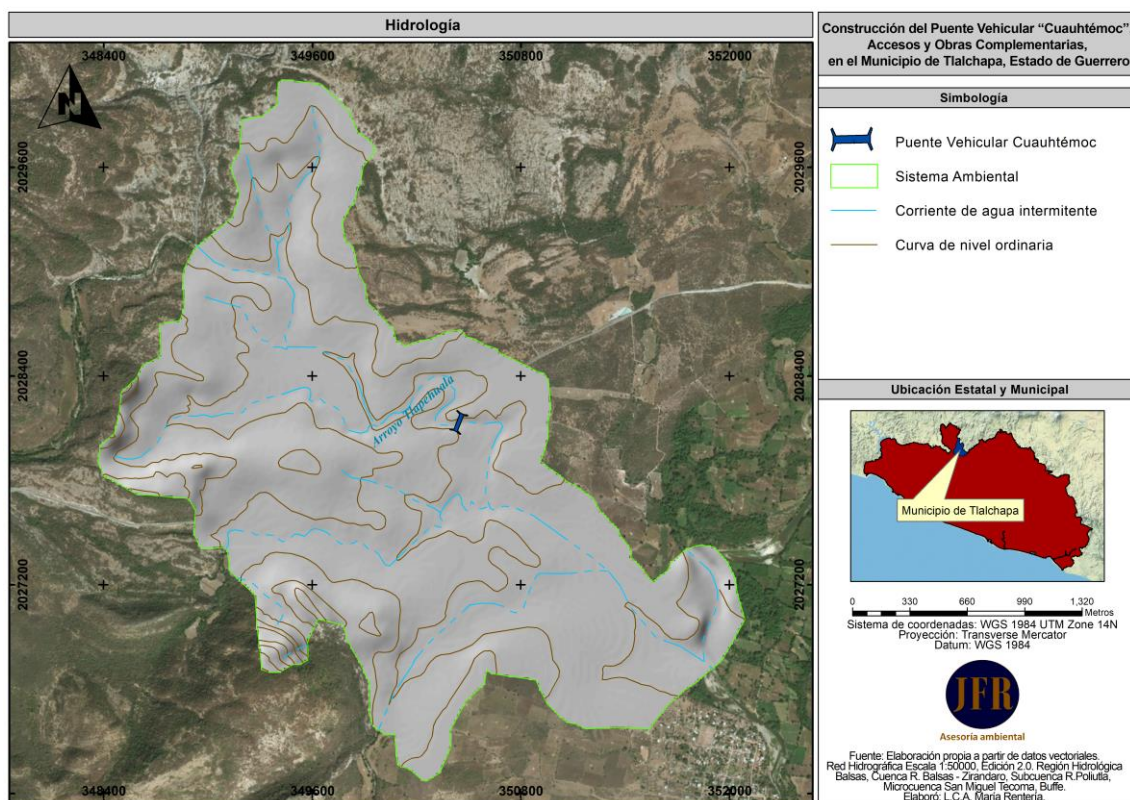 Hidrología
348400 349600 350800 352000
N
2029600 2029600
2028400 2028400
2027200 2027200
Arroyo Tlapehuala
348400 349600 350800 352000
Construcción del Puente Vehicular “Cuauhtémoc”
Accesos y Obras Complementarias,
en el Municipio de Tlalchapa, Estado de Guerrero
Simbología
Puente Vehicular Cuauhtémoc
Sistema Ambiental
Corriente de agua intermitente
Curva de nivel ordinaria
Ubicación Estatal y Municipal
Municipio de Tlalchapa
0 330 660 990 1,320
Metros
Sistema de coordenadas: WGS 1984 UTM Zone 14N
Proyección: Transverse Mercator
Datum: WGS 1984
JFR
Asesoría ambiental
Fuente: Elaboración propia a partir de datos vectoriales.
Red Hidrográfica Escala 1:50000, Edición 2.0. Región Hidrológica
Balsas, Cuenca R. Balsas - Zirandaro, Subcuenca R.Poliutla,
Microcuenca San Miguel Tecoma, Buffe.
Elaboró: L.C.A. María Rentería.